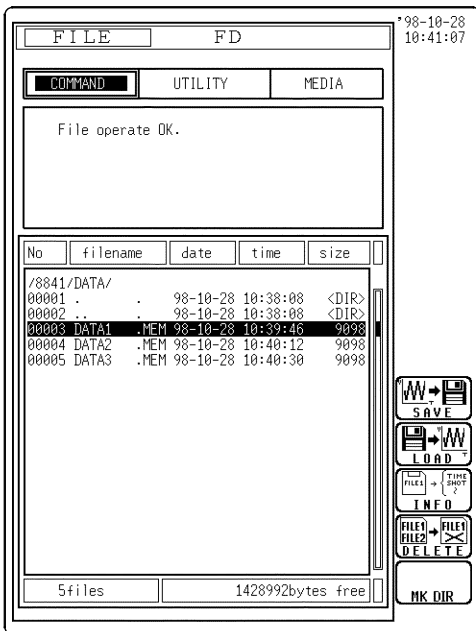 '98-10-28
10:41:07
FILE FD
COMMAND UTILITY MEDIA
File operate OK.
No filename date time size
/8841/DATA/
00001 . . 98-10-28 10:38:08 <DIR>
00002 .. . 98-10-28 10:38:08 <DIR>
00003 DATA1 .MEM 98-10-28 10:39:46 9098
00004 DATA2 .MEM 98-10-28 10:40:12 9098
00005 DATA3 .MEM 98-10-28 10:40:30 9098
5files 1428992bytes free
SAVE
LOAD
FILE1 TIME
SHOT
INFO
FILE1 FILE1
FILE2
DELETE
MK DIR